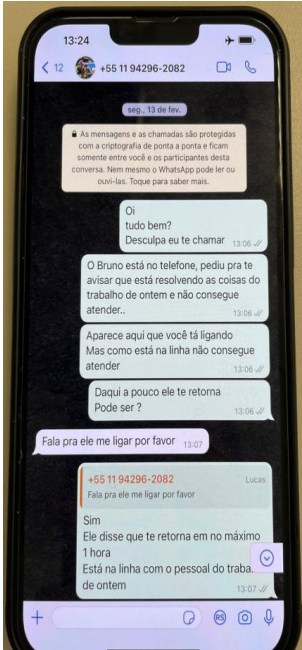 13:24
12
+55 11 94296-2082
seg., 13 de fev.
As mensagens e as chamadas são protegidas
com a criptografia de ponta a ponta e ficam
somente entre você e os participantes desta
conversa. Nem mesmo o WhatsApp pode ler ou
ouvi-las. Toque para saber mais.
Oi
tudo bem?
Desculpa eu te chamar 13:06
O Bruno está no telefone, pediu pra te
avisar que está resolvendo as coisas do
trabalho de ontem e não consegue
atender..
13:06
Aparece aqui que você tá ligando
Mas como está na linha não consegue
atender
13:06
Daqui a pouco ele te retorna
Pode ser ?
13:06
Fala pra ele me ligar por favor 13:07
+55 11 94296-2082 Lucas
Fala pra ele me ligar por favor
Sim
Ele disse que te retorna em no máximo
1 hora
Está na linha com o pessoal do traba
de ontem
13:07